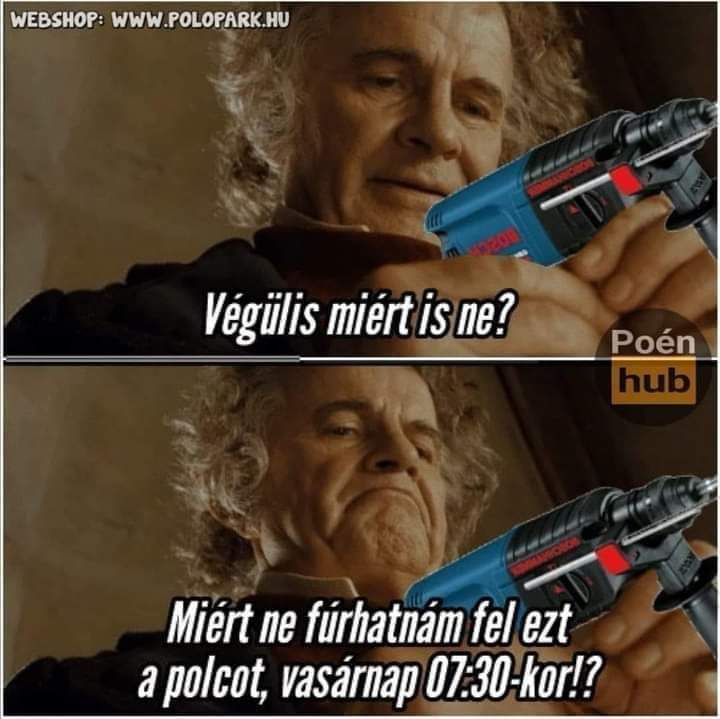 WEBSHOP: WWW.POLOPARK.HU
BOSCH
Végülis miért is ne?
Poén
hub
Miért ne fúrhatnám fel ezt
a polcot, vasárnap 07:30-kor!?